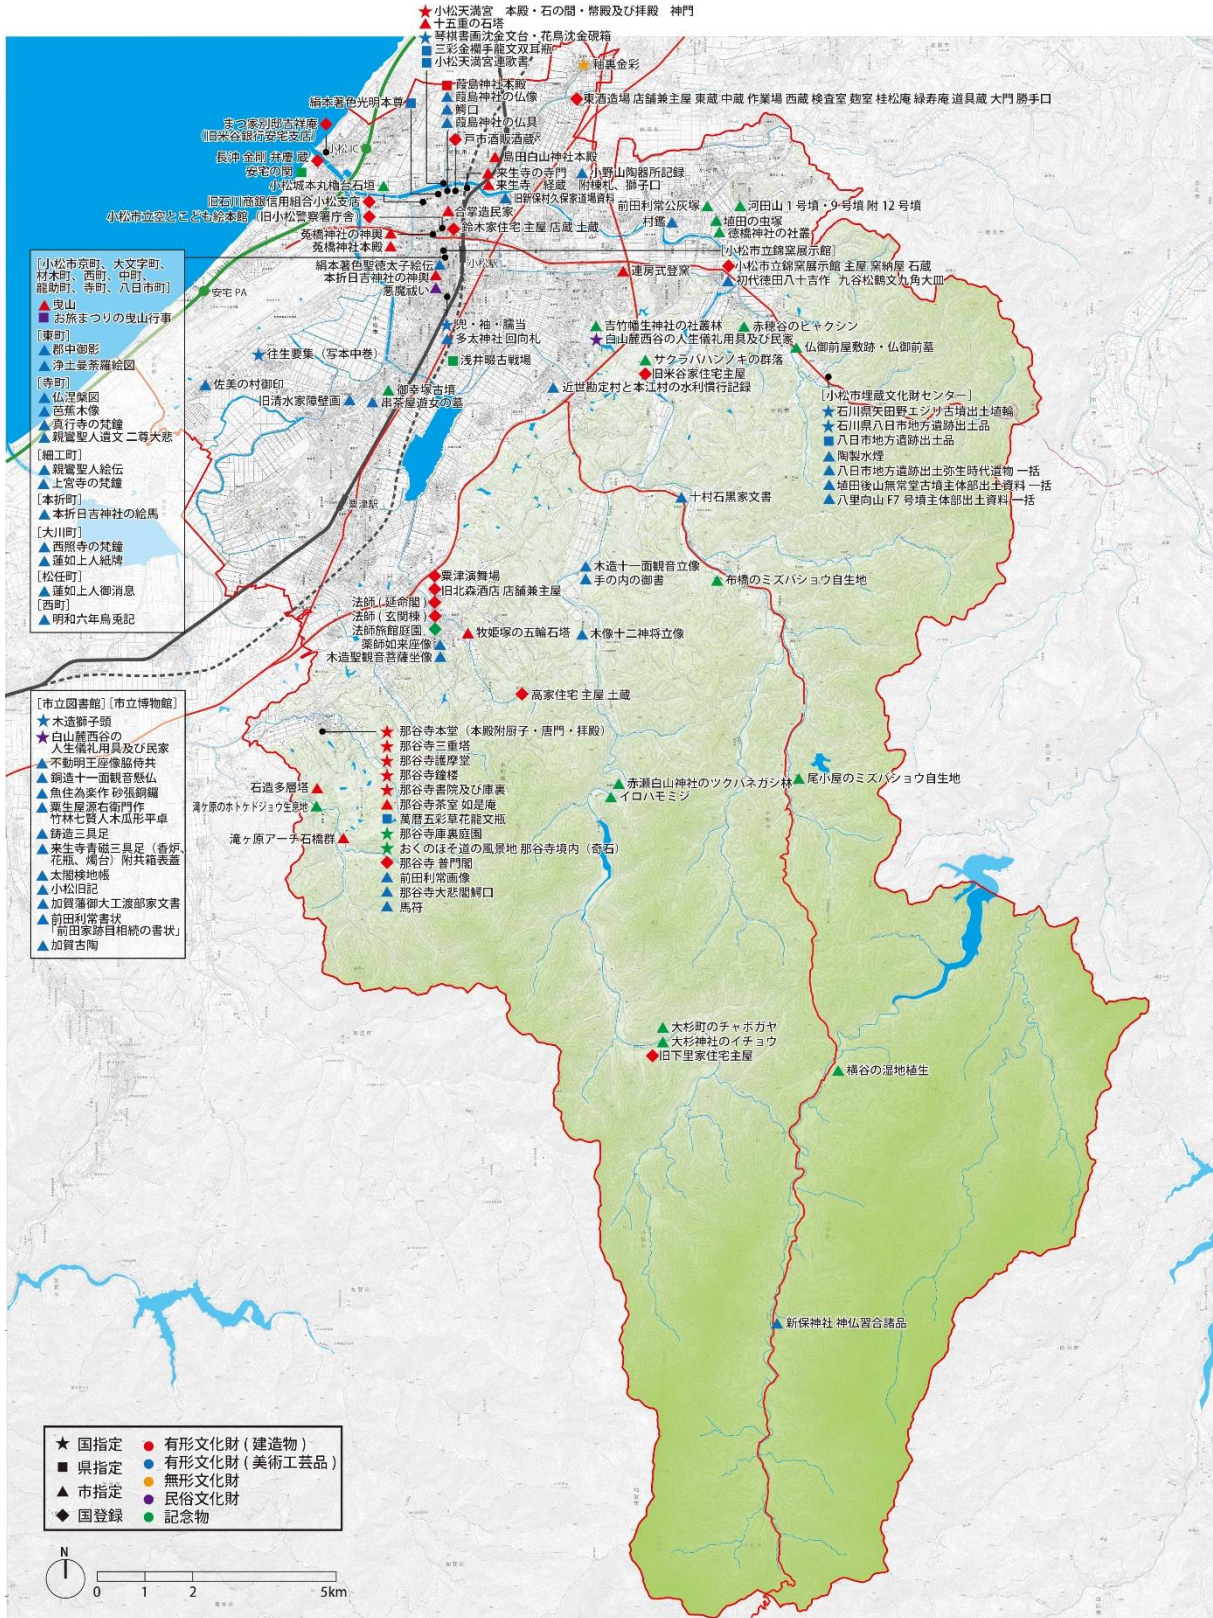 小松天満宮 本殿・石の間・幣殿及び拝殿 神門
十五重の石塔
琴棋書画沈金文台・花鳥沈金硯箱
三彩金襴手龍文双耳瓶
小松天満宮連歌書
釉裏金彩
葭島神社本殿
葭島神社の仏像
鰐口
葭島神社の仏具
絹本著色光明本尊
東酒造場 店舗兼主屋 東蔵 中蔵 作業場 西蔵 検査室 麹室 桂松庵 緑寿庵 道具蔵 大門 勝手口
まつ家別邸吉祥庵
(旧米谷銀行安宅支店)
小松IC
戸市酒販酒蔵
長沖 金剛 弁慶 蔵
安宅の関
島田白山神社本殿
来生寺の寺門
小野山陶器所記録
小松城本丸櫓台石垣
来生寺 経蔵 附棟札、獅子口
旧石川商銀信用組合小松支店
旧新保村久保家道場資料
前田利常公灰塚
河田山1号墳・9号墳 附 12号墳
小松市立空とこども絵本館 (旧小松警察署庁舎)
合掌造民家
村鑑
埴田の虫塚
菟橋神社の神輿
鈴木家住宅 主屋 店蔵 土蔵
徳橋神社の社叢
菟橋神社本殿
[小松市立錦窯展示館]
絹本著色聖徳太子絵伝
小松駅
小松市立錦窯展示館 主屋 窯納屋 石蔵
本折日吉神社の神輿
連房式登窯
初代徳田八十吉作 九谷松鶴文九角大皿
悪魔祓い
安宅 PA
[小松市京町、大文字町、
材木町、西町、中町、
龍助町、寺町、八日市町]
曳山
お旅まつりの曳山行事
[東町]
郡中御影
浄土曼荼羅絵図
[寺町]
仏涅槃図
芭蕉木像
真行寺の梵鐘
親鸞聖人遺文 二尊大悲
[細工町]
親鸞聖人絵伝
上宮寺の梵鐘
[本折町]
本折日吉神社の絵馬
[大川町]
西照寺の梵鐘
蓮如上人紙牌
[松任町]
蓮如上人御消息
[西町]
明和六年烏兎記
兜・袖・臑当
多太神社 回向札
往生要集(写本中巻)
浅井畷古戦場
佐美の村御印
御幸塚古墳
旧清水家障壁画
串茶屋遊女の墓
吉竹幡生神社の社叢林
赤穂谷のビャクシン
白山麓西谷の人生儀礼用具及び民家
仏御前屋敷跡・仏御前墓
サクラバハンノキの群落
旧米谷家住宅主屋
近世勘定村と本江村の水利慣行記録
[小松市埋蔵文化財センター]
石川県矢田野エジリ古墳出土埴輪
石川県八日市地方遺跡出土品
八日市地方遺跡出土品
陶製水煙
八日市地方遺跡出土弥生時代遺物 一括
埴田後山無常堂古墳主体部出土資料 一括
八里向山 F7 号墳主体部出土資料 一括
粟津駅
十村石黒家文書
木造十一面観音立像
手の内の御書
布橋のミズバショウ自生地
粟津演舞場
旧北森酒店 店舗兼主屋
法師 ( 延命閣 )
法師 ( 玄関棟 )
法師旅館庭園
薬師如来座像
木造聖観音菩薩坐像
牧姫塚の五輪石塔
木像十二神将立像
高家住宅 主屋 土蔵
[市立図書館] [市立博物館]
木造獅子頭
白山麓西谷の
人生儀礼用具及び民家
不動明王座像脇侍共
銅造十一面観音懸仏
魚住為楽作 砂張銅鑼
粟生屋源右衛門作
竹林七賢人木瓜形平卓
鋳造三具足
来生寺青磁三具足(香炉、
花瓶、燭台)附共箱表蓋
太閤検地帳
小松旧記
加賀藩御大工渡部家文書
前田利常書状
「前田家跡目相続の書状」
加賀古陶
那谷寺本堂(本殿附厨子・唐門・拝殿)
那谷寺三重塔
那谷寺護摩堂
那谷寺鐘楼
那谷寺書院及び庫裏
那谷寺茶室 如是庵
萬暦五彩草花龍文瓶
那谷寺庫裏庭園
おくのほそ道の風景地 那谷寺境内(奇石)
那谷寺 普門閣
前田利常画像
那谷寺大悲閣鰐口
馬符
石造多層塔
滝ケ原のホトケドジョウ生息地
滝ヶ原アーチ石橋群
赤瀬白山神社のツクバネガシ林
イロハモミジ
尾小屋のミズバショウ自生地
大杉町のチャボガヤ
大杉神社のイチョウ
旧下里家住宅主屋
横谷の湿地植生
新保神社 神仏習合諸品
国指定
県指定
市指定
国登録
有形文化財 ( 建造物 )
有形文化財 ( 美術工芸品 )
無形文化財
民俗文化財
記念物
N
0 1 2 5km